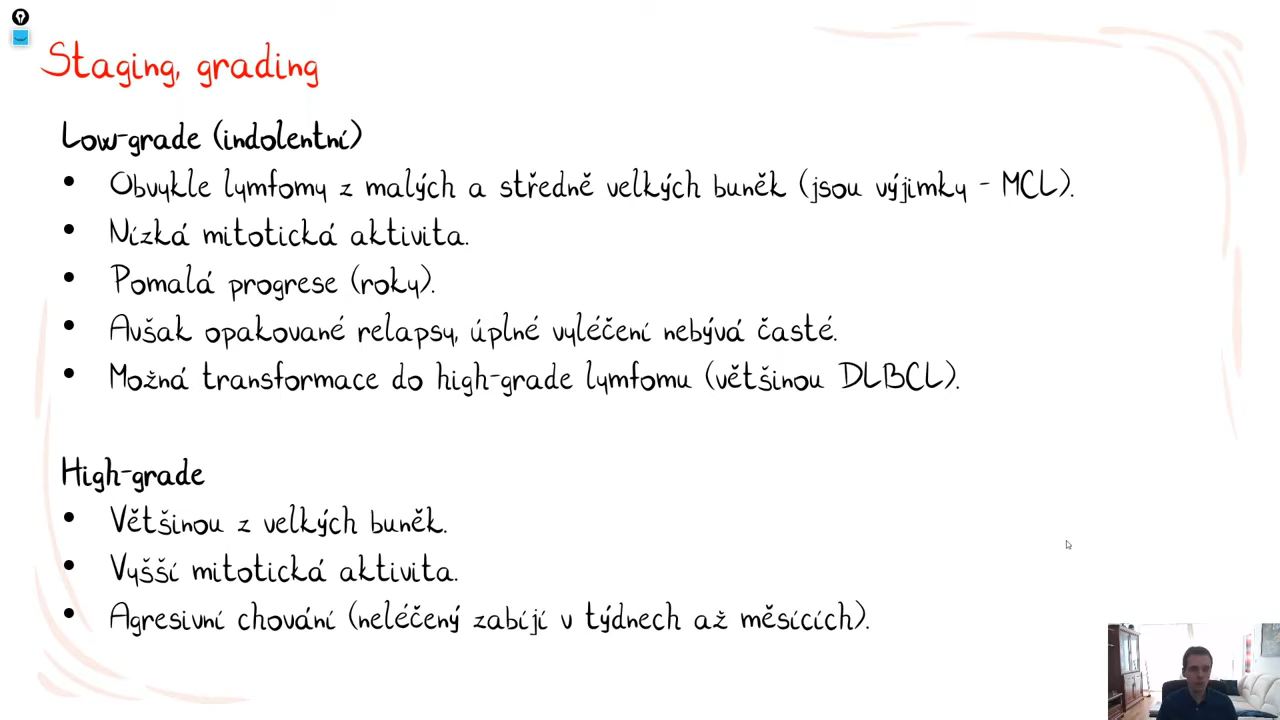 Staging, grading
Low-grade (indolentní)
• Obvykle lymfomy z malých a středně velkých buněk (jsou výjimky - MCL).
• Nízká mitotická aktivita.
• Pomalá progrese (roky).
• Avšak opakované relapsy, úplné vyléčení nebývá časté.
• Možná transformace do high-grade lymfomu (většinou DLBCL).
High-grade
• Většinou z velkých buněk.
• Vyšší mitotická aktivita.
• Agresivní chování (neléčený zabíjí v týdnech až měsících).